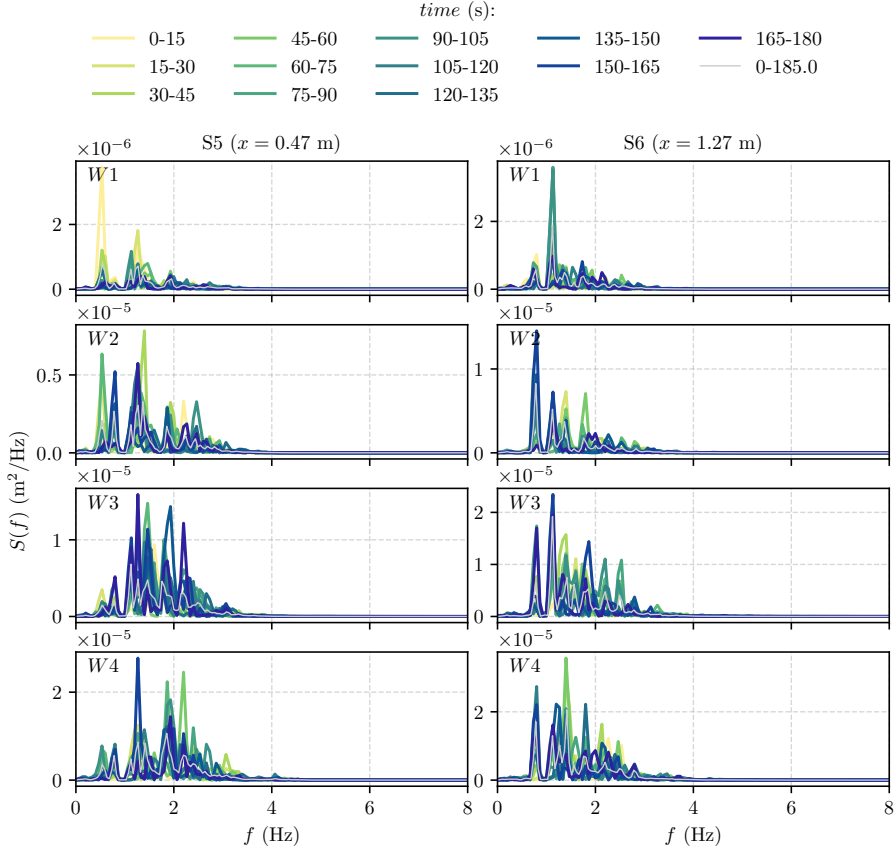 time (s):
0-15 45-60 90-105 135-150 165-180
15-30 60-75 105-120 150-165 0-185.0
30-45 75-90 120-135
×10⁻⁶ S5 (x = 0.47 m) ×10⁻⁶ S6 (x = 1.27 m)
W1 W1
2 2
0 0
×10⁻⁵ ×10⁻⁵
W2 W2
0.5 1
0.0 0
×10⁻⁵ ×10⁻⁵
W3 W3
2
1 1
0 0
×10⁻⁵ ×10⁻⁵
W4 W4
2 2
0 0
0 2 4 6 8 0 2 4 6 8
f (Hz) f (Hz)
S(f) (m²/Hz)